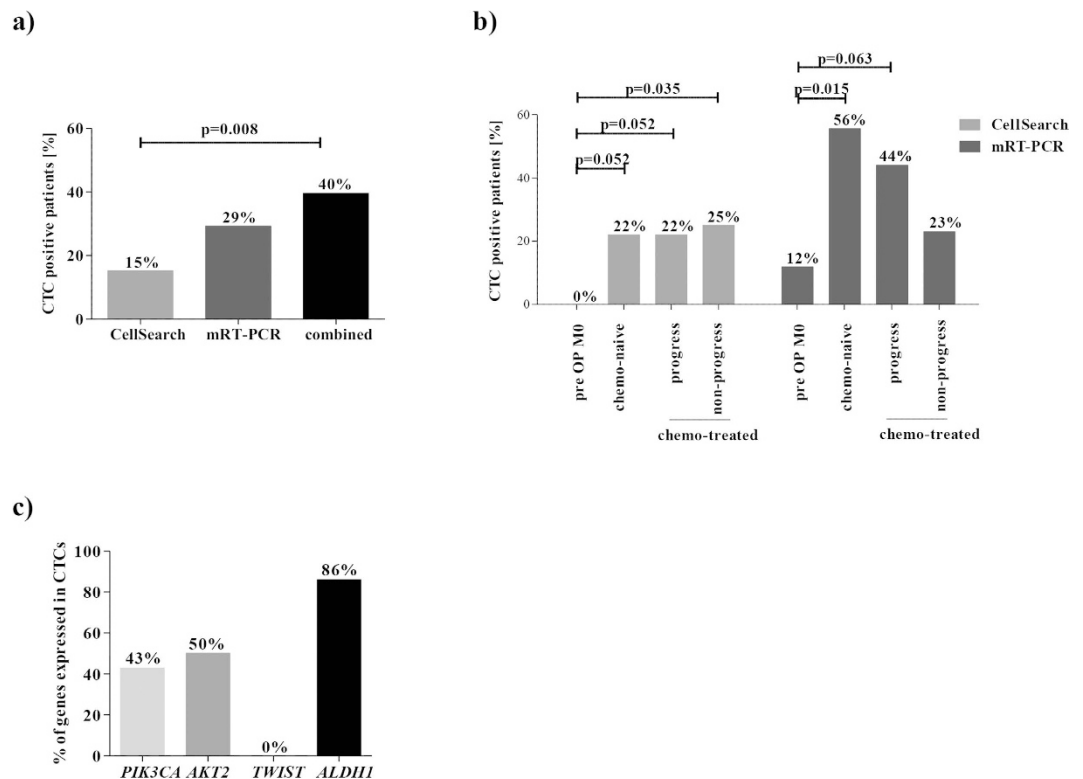 a)
CTC positive patients [%]
60
40
20
0
p=0.008
15%
29%
40%
CellSearch
mRT-PCR
combined
b)
CTC positive patients [%]
60
40
20
0
p=0.035
p=0.052
p=0.052
0%
22%
22%
25%
p=0.063
p=0.015
12%
56%
44%
23%
CellSearch
mRT-PCR
pre OP M0
chemo-naive
progress
non-progress
chemo-treated
pre OP M0
chemo-naive
progress
non-progress
chemo-treated
c)
% of genes expressed in CTCs
100
80
60
40
20
0
43%
50%
0%
86%
PIK3CA
AKT2
TWIST
ALDH1